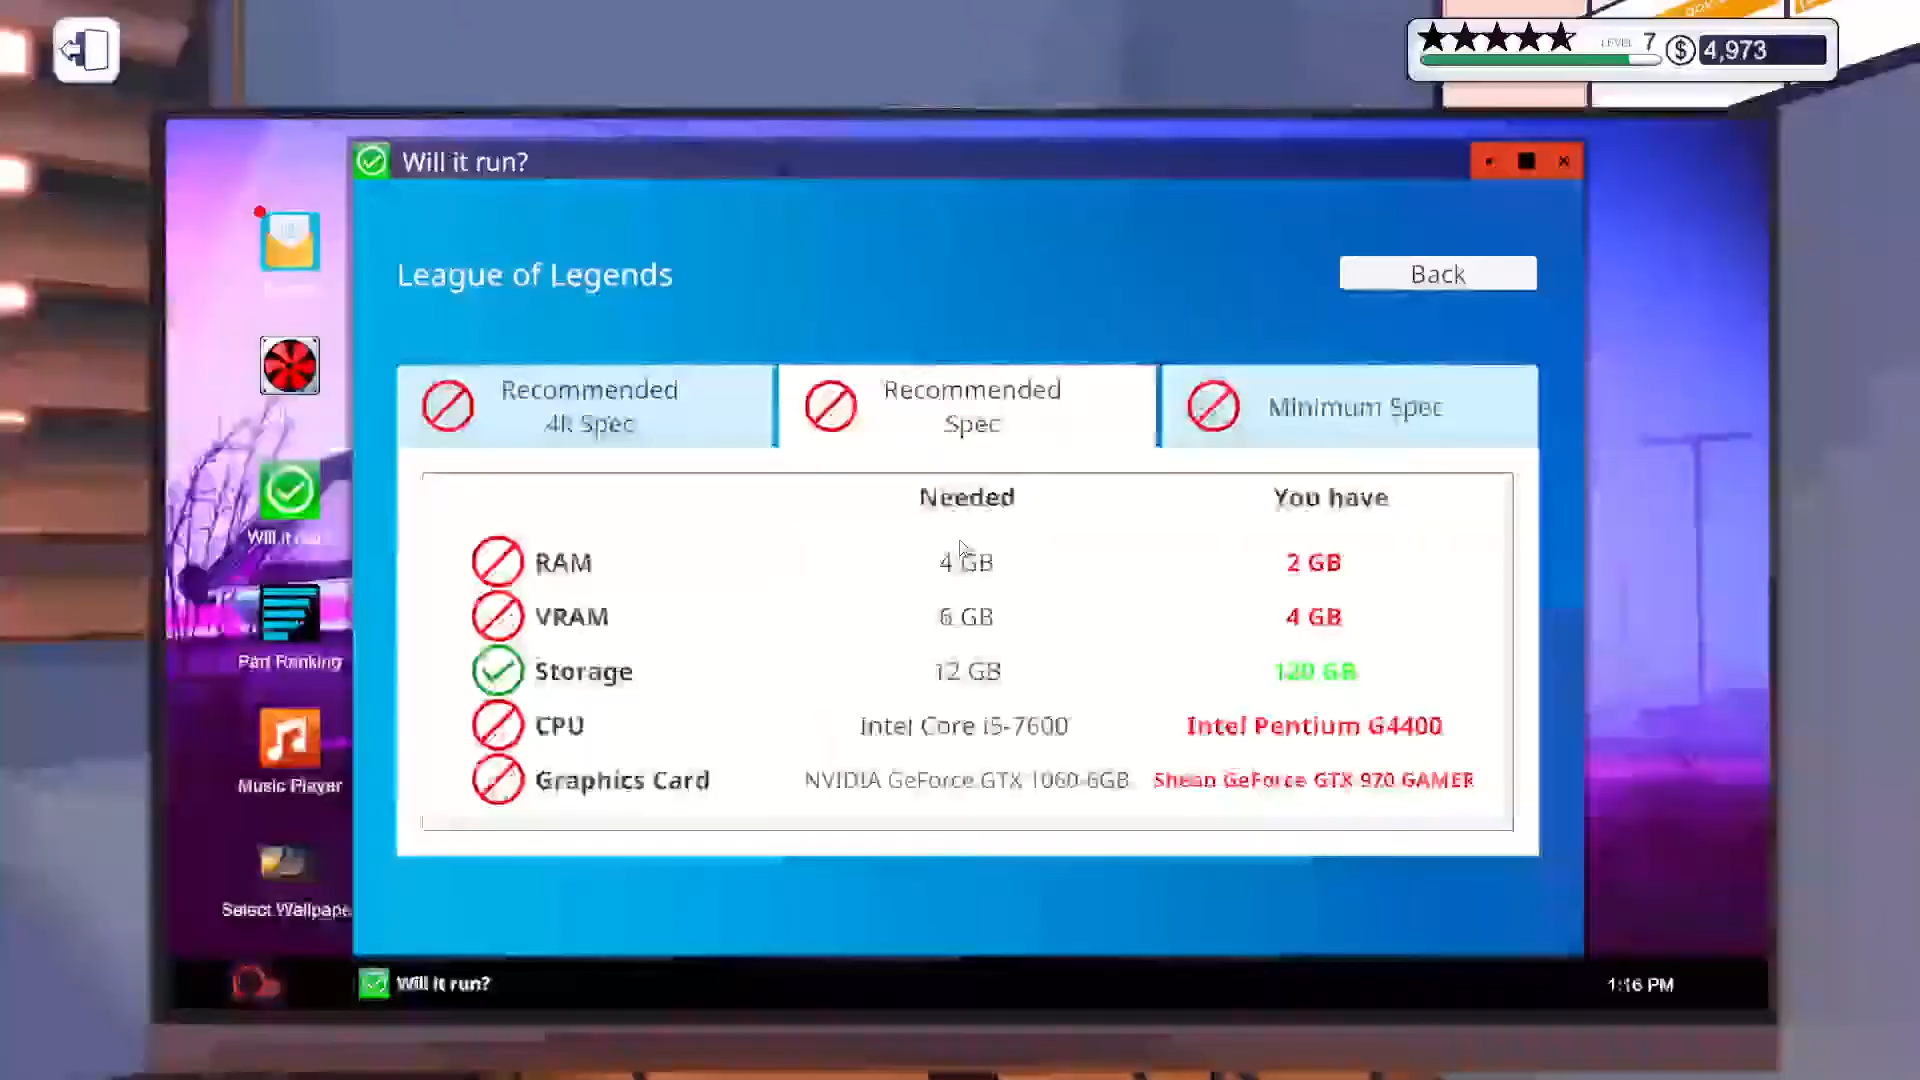 LEVEL 7
$ 4,973
Will it run?
League of Legends
Back
Recommended
4K Spec
Recommended
Spec
Minimum Spec
Needed You have
RAM 4 GB 2 GB
VRAM 6 GB 4 GB
Storage 12 GB 120 GB
CPU Intel Core i5-7600 Intel Pentium G4400
Graphics Card NVIDIA GeForce GTX 1060-6GB Shean GeForce GTX 970 GAMER
Will it
Part Ranking
Music Player
Select Wallpape
Will it run?
1:16 PM